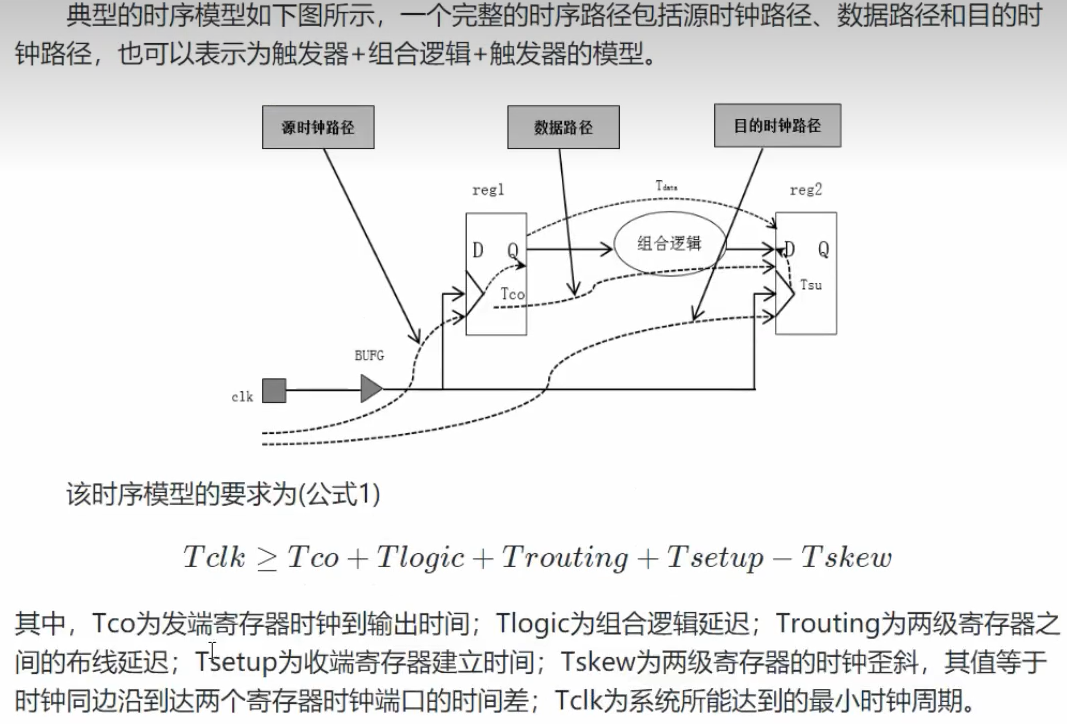 典型的时序模型如下图所示，一个完整的时序路径包括源时钟路径、数据路径和目的时
钟路径，也可以表示为触发器+组合逻辑+触发器的模型。
源时钟路径
数据路径
目的时钟路径
reg1
Tdata
reg2
D Q
组合逻辑
D Q
Tco
Tsu
BUFG
clk
该时序模型的要求为(公式1)
Tclk ≥ Tco + Tlogic + Trouting + Tsetup − Tskew
其中，Tco为发端寄存器时钟到输出时间；Tlogic为组合逻辑延迟；Trouting为两级寄存器之
间的布线延迟；Tsetup为收端寄存器建立时间；Tskew为两级寄存器的时钟歪斜，其值等于
时钟同边沿到达两个寄存器时钟端口的时间差；Tclk为系统所能达到的最小时钟周期。